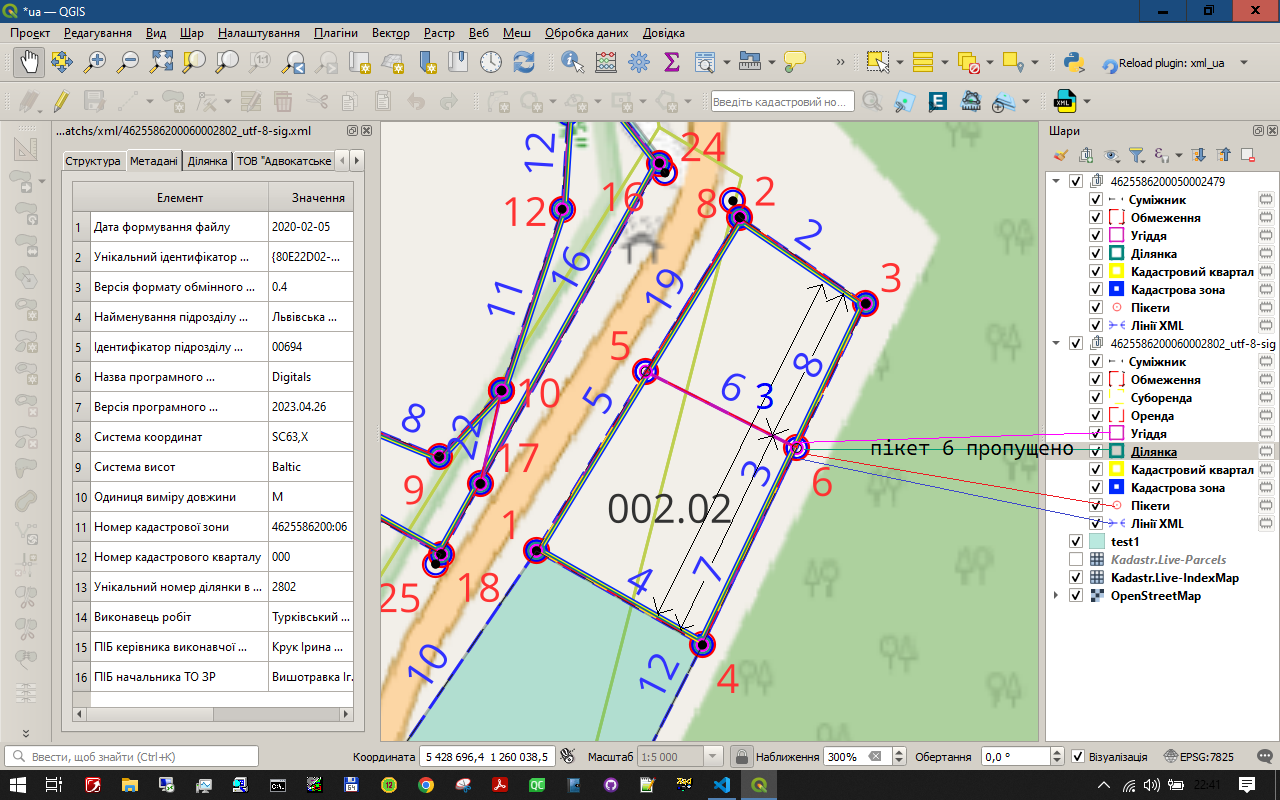 *ua — QGIS
Проєкт Редагування Вид Шар Налаштування Плагіни Вектор Растр Веб Меш Обробка даних Довідка
Reload plugin: xml_ua
Введіть кадастровий но...
XML
...atchs/xml/4625586200060002802_utf-8-sig.xml
Структура Метадані Ділянка ТОВ "Адвокатське
Елемент Значення
1 Дата формування файлу 2020-02-05
2 Унікальний ідентифікатор ... {80E22D02-...
3 Версія формату обмінного ... 0.4
4 Найменування підрозділу ... Львівська ...
5 Ідентифікатор підрозділу ... 00694
6 Назва програмного ... Digitals
7 Версія програмного ... 2023.04.26
8 Система координат SC63,X
9 Система висот Baltic
10 Одиниця виміру довжини М
11 Номер кадастрової зони 4625586200:06
12 Номер кадастрового кварталу 000
13 Унікальний номер ділянки в ... 2802
14 Виконавець робіт Турківський ...
15 ПІБ керівника виконавчої ... Крук Ірина ...
16 ПІБ начальника ТО ЗР Вишотравка Іг.
12
24
16
12
8
2
2
16
11
19
3
5
8
6
3
10
5
8
22
17
пікет 6 пропущено
9
3
6
002.02
1
18
25
4
7
10
12
4
Шари
4625586200050002479
Суміжник
Обмеження
Угіддя
Ділянка
Кадастровий квартал
Кадастрова зона
Пікети
Лінії XML
4625586200060002802_utf-8-sig
Суміжник
Обмеження
Суборенда
Оренда
Угіддя
Ділянка
Кадастровий квартал
Кадастрова зона
Пікети
Лінії XML
test1
Kadastr.Live-Parcels
Kadastr.Live-IndexMap
OpenStreetMap
Ввести, щоб знайти (Ctrl+K) Координата 5 428 696,4 1 260 038,5 Масштаб 1:5 000 Наближення 300% Обертання 0,0 ° Візуалізація EPSG:7825
22:41